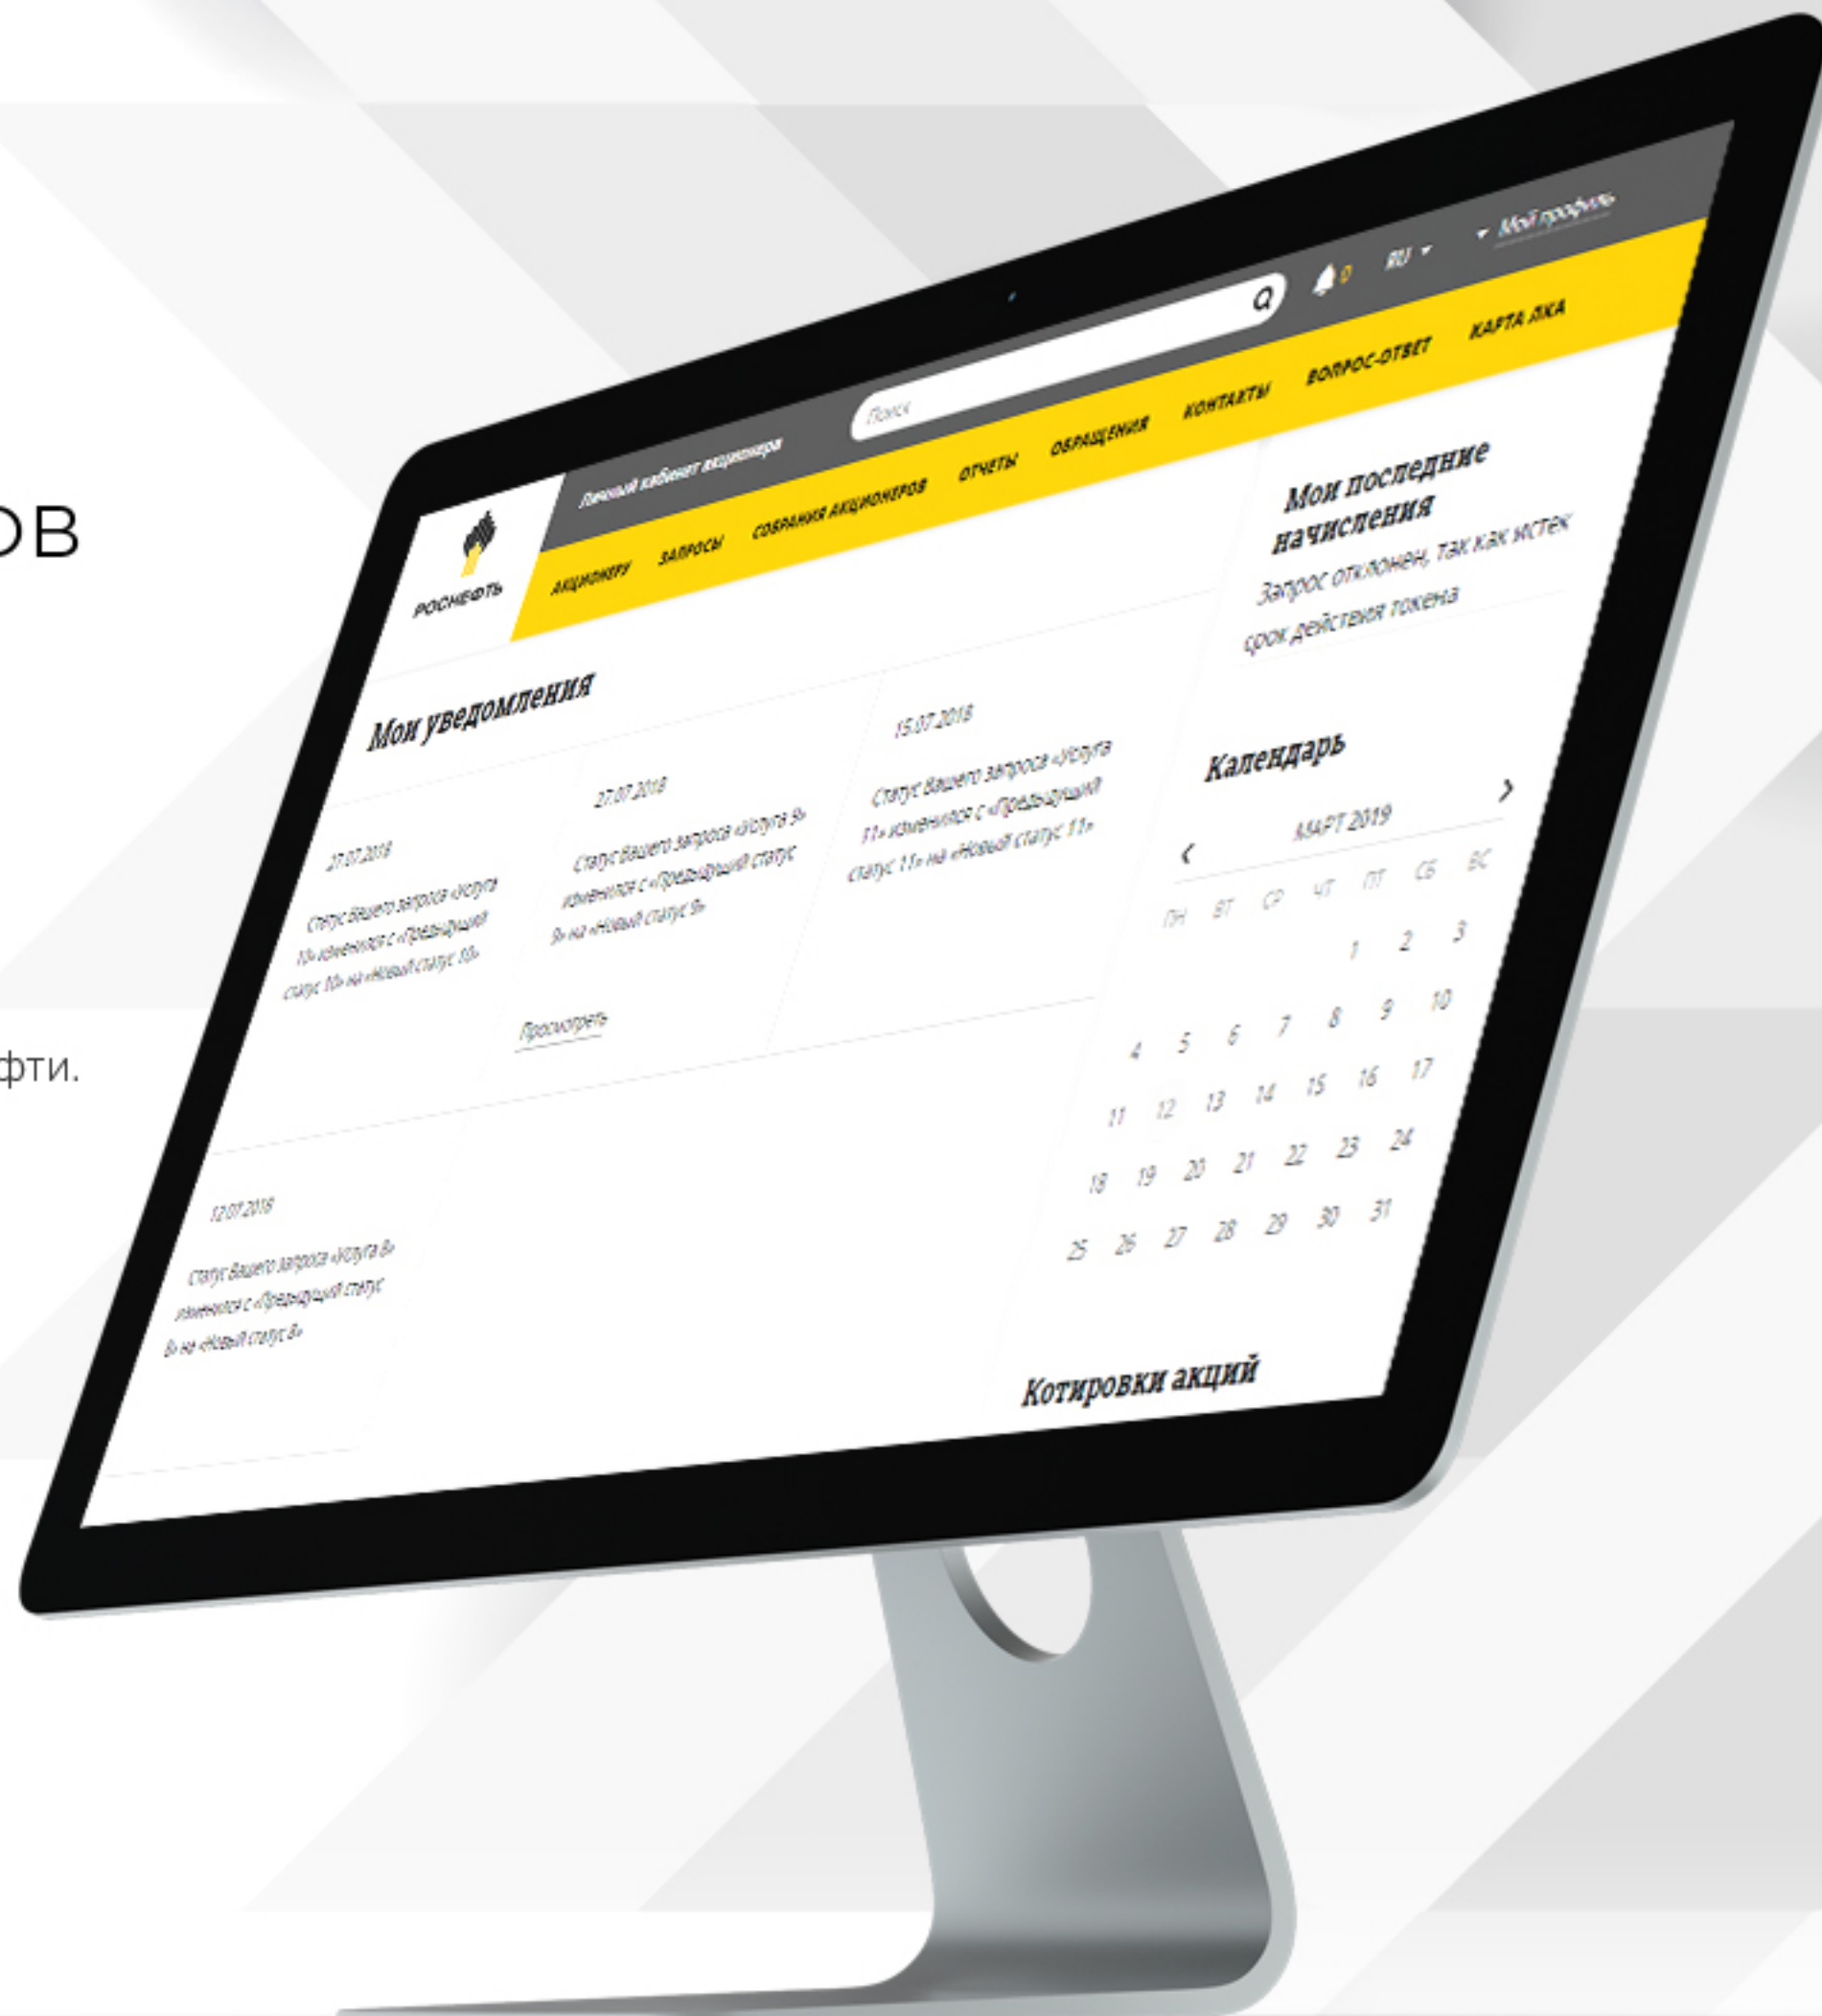 ОВ
фти.
РОСНЕФТЬ
Личный кабинет акционера
Поиск
0
RU
Мой профиль
АКЦИОНЕРУ ЗАПРОСЫ СОБРАНИЯ АКЦИОНЕРОВ ОТЧЕТЫ ОБРАЩЕНИЯ КОНТАКТЫ ВОПРОС-ОТВЕТ КАРТА ЛКА
Мои уведомления
27.07.2018
Статус Вашего запроса «Услуга
10» изменился с «Предыдущий
статус 10» на «Новый статус 10»
27.07.2018
Статус Вашего запроса «Услуга 9»
изменился с «Предыдущий статус
9» на «Новый статус 9»
Просмотреть
15.07.2018
Статус Вашего запроса «Услуга
11» изменился с «Предыдущий
статус 11» на «Новый статус 11»
12.07.2018
Статус Вашего запроса «Услуга 8»
изменился с «Предыдущий статус
8» на «Новый статус 8»
Мои последние
начисления
Запрос отклонен, так как истек
срок действия токена
Календарь
МАРТ 2019
ПН ВТ СР ЧТ ПТ СБ ВС
1 2 3
4 5 6 7 8 9 10
11 12 13 14 15 16 17
18 19 20 21 22 23 24
25 26 27 28 29 30 31
Котировки акций